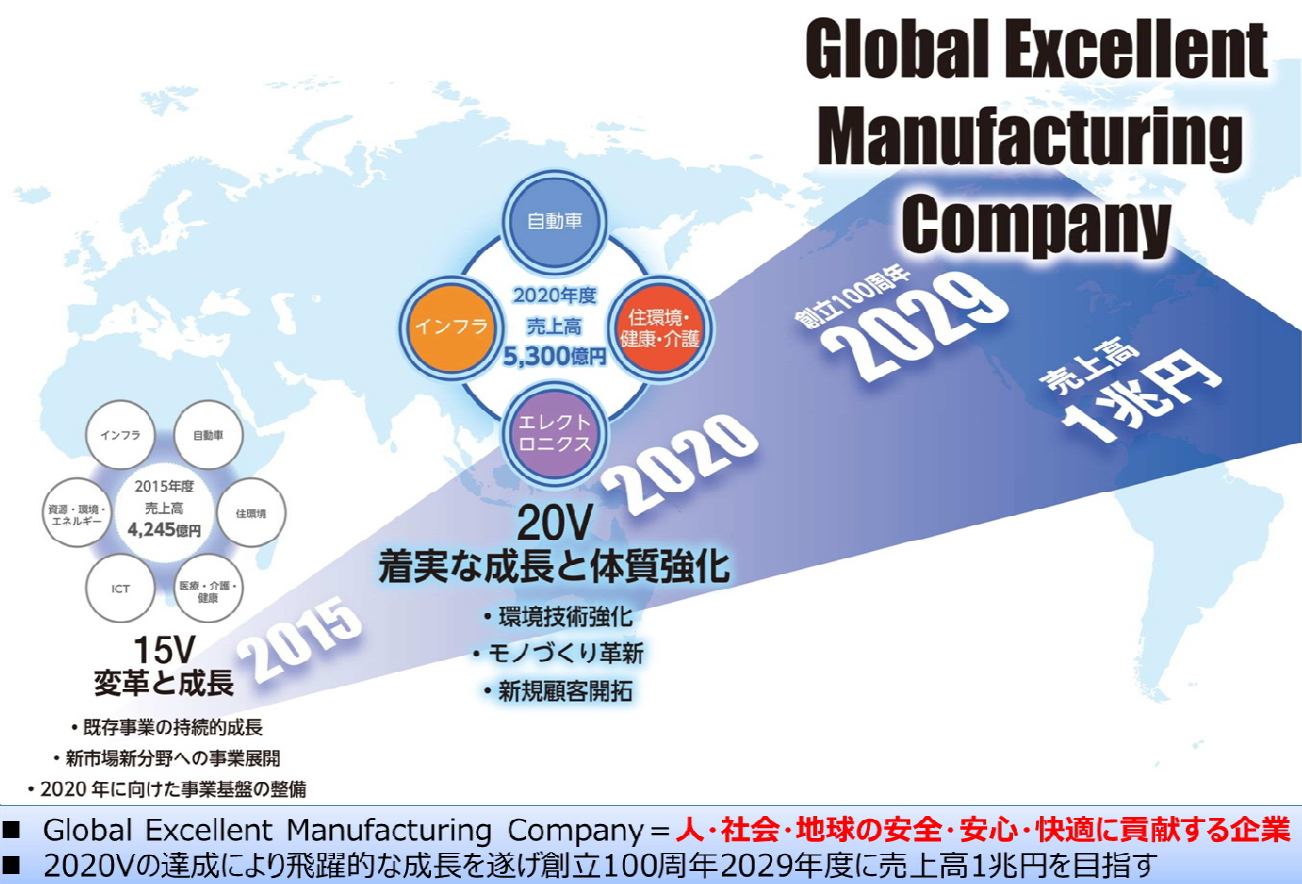 Global Excellent
Manufacturing
Company
創立100周年
2029
売上高
1兆円
自動車
インフラ
2020年度
売上高
5,300億円
住環境・
健康・介護
エレクト
ロニクス
2020
20V
着実な成長と体質強化
・環境技術強化
・モノづくり革新
・新規顧客開拓
インフラ
自動車
資源・環境・
エネルギー
2015年度
売上高
4,245億円
住環境
ICT
医療・介護・
健康
2015
15V
変革と成長
・既存事業の持続的成長
・新市場新分野への事業展開
・2020年に向けた事業基盤の整備
■ Global Excellent Manufacturing Company=人・社会・地球の安全・安心・快適に貢献する企業
■ 2020Vの達成により飛躍的な成長を遂げ創立100周年2029年度に売上高1兆円を目指す